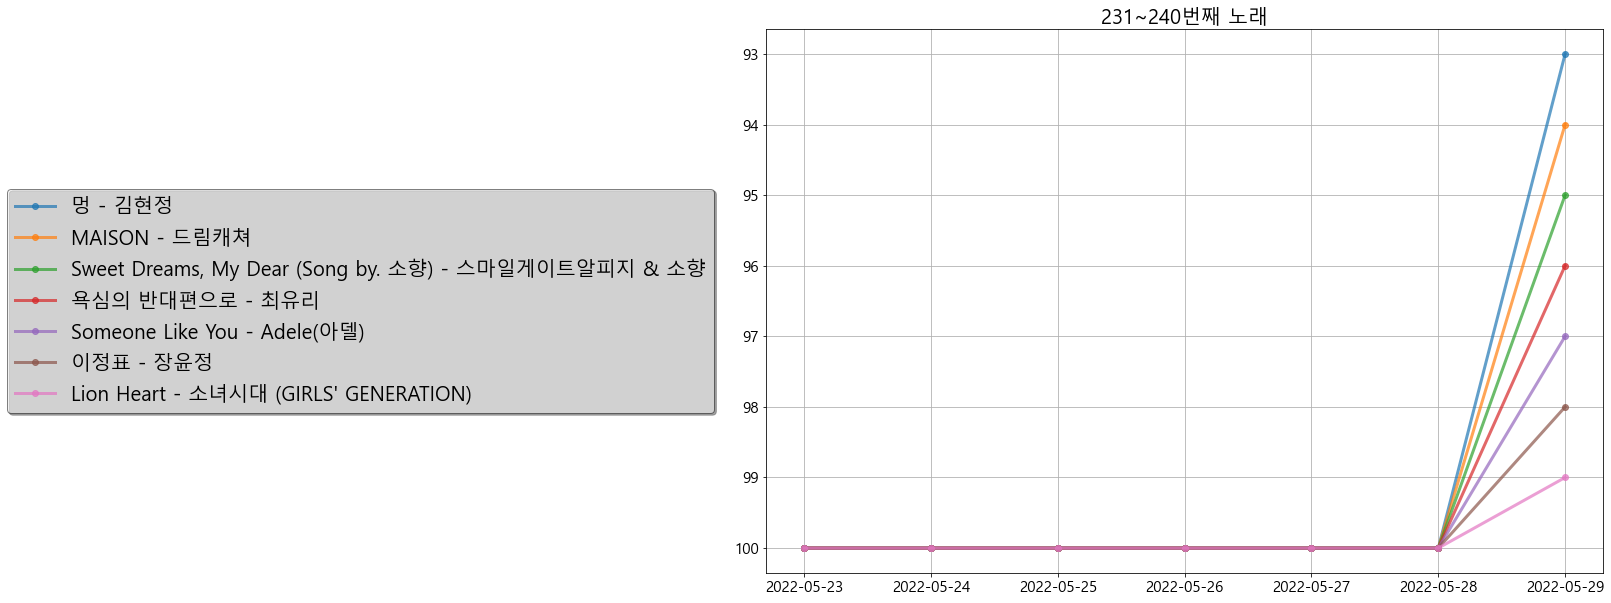 231~240번째 노래
멍 - 김현정
MAISON - 드림캐쳐
Sweet Dreams, My Dear (Song by. 소향) - 스마일게이트알피지 & 소향
욕심의 반대편으로 - 최유리
Someone Like You - Adele(아델)
이정표 - 장윤정
Lion Heart - 소녀시대 (GIRLS' GENERATION)
93
94
95
96
97
98
99
100
2022-05-23 2022-05-24 2022-05-25 2022-05-26 2022-05-27 2022-05-28 2022-05-29